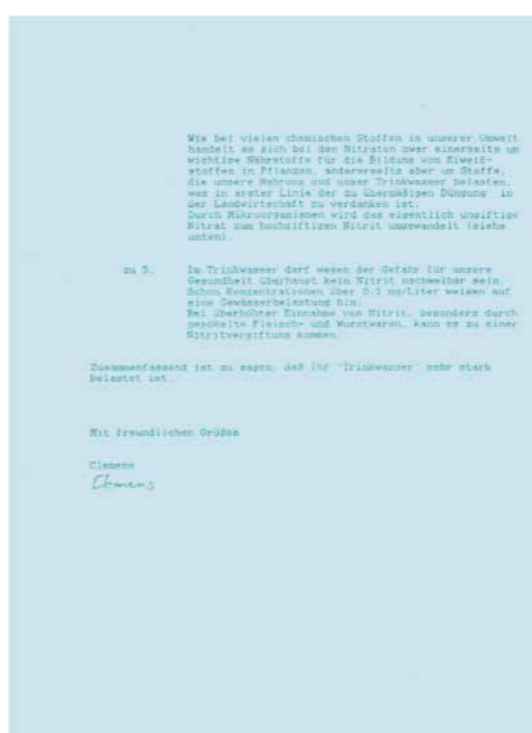 Wie bei vielen chemischen Stoffen in unserer Umwelt
handelt es sich bei den Nitraten zwar einerseits um
wichtige Nährstoffe für die Bildung von Eiweiß-
stoffen in Pflanzen, andererseits aber um Stoffe,
die unsere Nahrung und unser Trinkwasser belasten,
was in erster Linie der zu übermäßigen Düngung in
der Landwirtschaft zu verdanken ist.
Durch Mikroorganismen wird das eigentlich ungiftige
Nitrat zum hochgiftigen Nitrit umgewandelt (siehe
unten).
zu 5. Im Trinkwasser darf wegen der Gefahr für unsere
Gesundheit überhaupt kein Nitrit nachweisbar sein.
Schon Konzentrationen über 0.1 mg/Liter weisen auf
eine Gewässerbelastung hin.
Bei überhöhter Einnahme von Nitrit, besonders durch
gepökelte Fleisch- und Wurstwaren, kann es zu einer
Nitritvergiftung kommen.
Zusammenfassend ist zu sagen, daß Ihr "Trinkwasser" sehr stark
belastet ist.
Mit freundlichen Grüßen
Clemens
Clemens